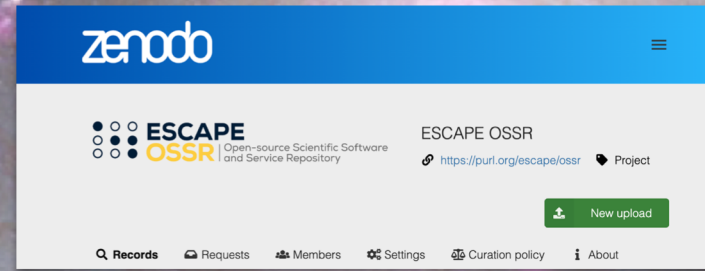 zenodo
ESCAPE
OSSR
Open-source Scientific Software
and Service Repository
ESCAPE OSSR
https://purl.org/escape/ossr Project
New upload
Records Requests Members Settings Curation policy About